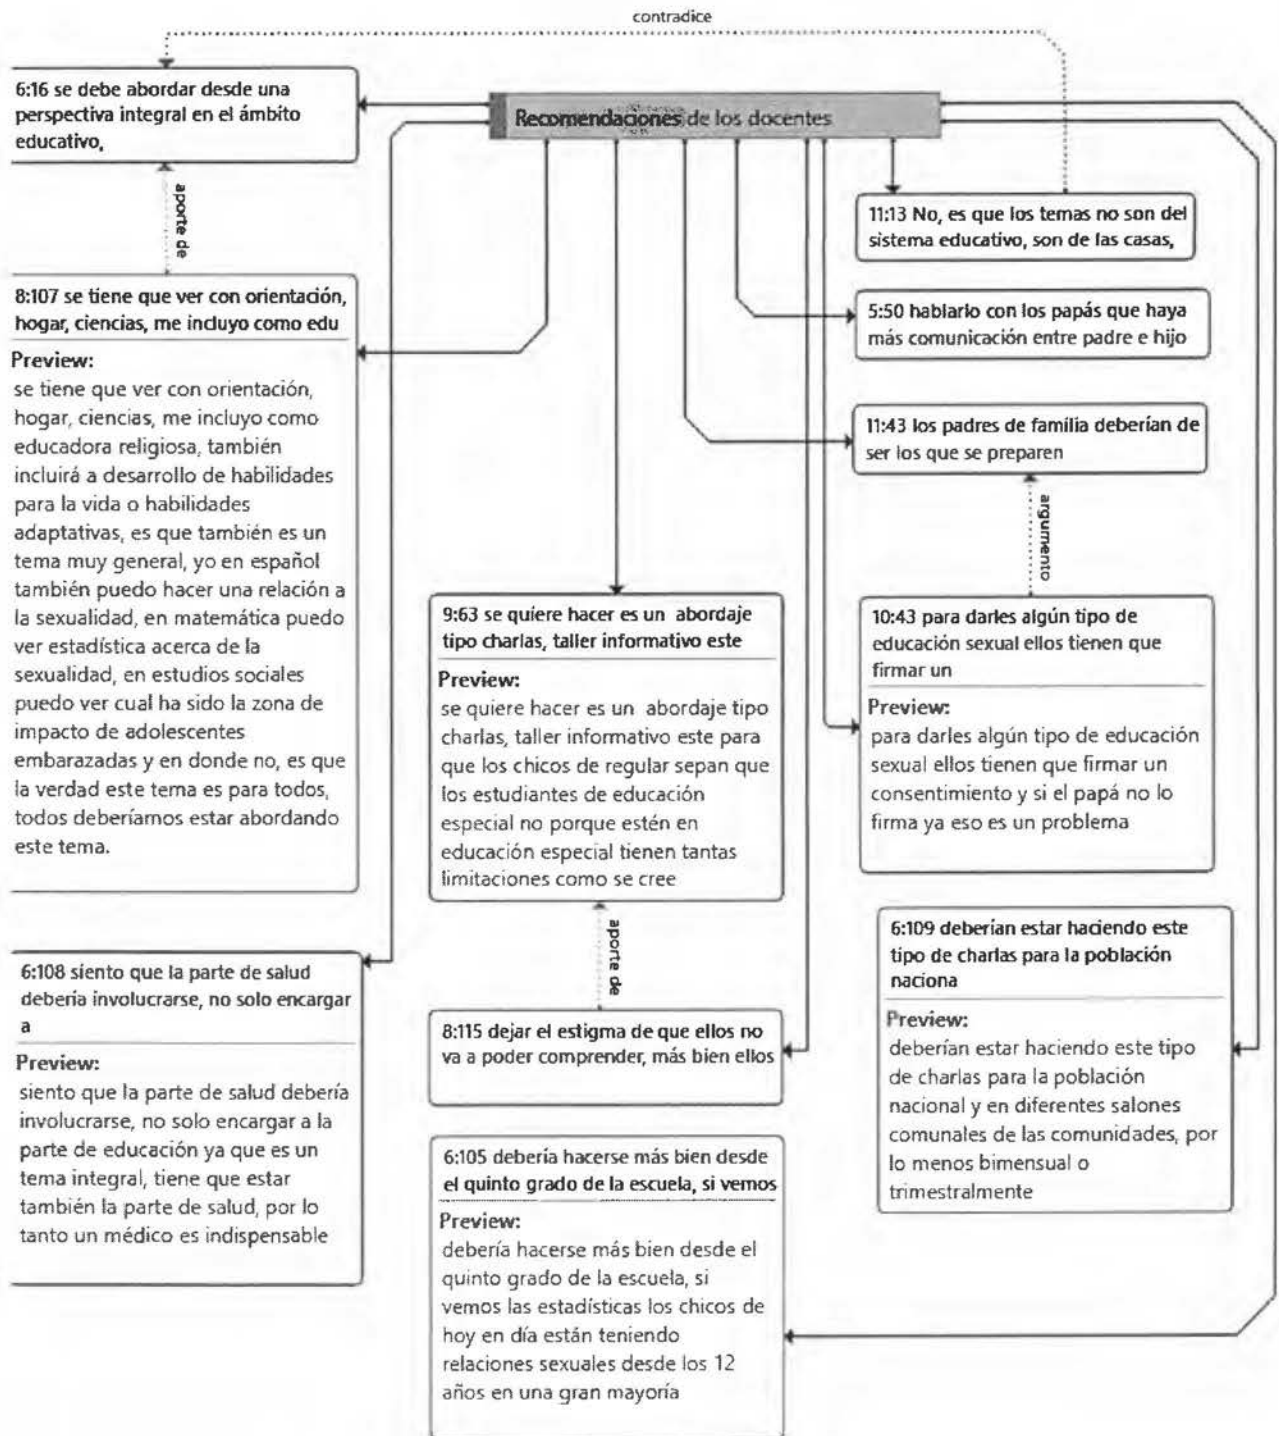 contradice
6:16 se debe abordar desde una
perspectiva integral en el ámbito
educativo,
Recomendaciones de los docentes
aporte de
11:13 No, es que los temas no son del
sistema educativo, son de las casas,
8:107 se tiene que ver con orientación,
hogar, ciencias, me incluyo como edu
Preview:
se tiene que ver con orientación,
hogar, ciencias, me incluyo como
educadora religiosa, también
incluirá a desarrollo de habilidades
para la vida o habilidades
adaptativas, es que también es un
tema muy general, yo en español
también puedo hacer una relación a
la sexualidad, en matemática puedo
ver estadística acerca de la
sexualidad, en estudios sociales
puedo ver cual ha sido la zona de
impacto de adolescentes
embarazadas y en donde no, es que
la verdad este tema es para todos,
todos deberíamos estar abordando
este tema.
5:50 hablarlo con los papás que haya
más comunicación entre padre e hijo
11:43 los padres de familia deberían de
ser los que se preparen
argumento
9:63 se quiere hacer es un abordaje
tipo charlas, taller informativo este
Preview:
se quiere hacer es un abordaje tipo
charlas, taller informativo este para
que los chicos de regular sepan que
los estudiantes de educación
especial no porque estén en
educación especial tienen tantas
limitaciones como se cree
10:43 para darles algún tipo de
educación sexual ellos tienen que
firmar un
Preview:
para darles algún tipo de educación
sexual ellos tienen que firmar un
consentimiento y si el papá no lo
firma ya eso es un problema
aporte de
6:108 siento que la parte de salud
debería involucrarse, no solo encargar
a
Preview:
siento que la parte de salud debería
involucrarse, no solo encargar a la
parte de educación ya que es un
tema integral, tiene que estar
también la parte de salud, por lo
tanto un médico es indispensable
8:115 dejar el estigma de que ellos no
va a poder comprender, más bien ellos
6:109 deberían estar haciendo este
tipo de charlas para la población
naciona
Preview:
deberían estar haciendo este tipo
de charlas para la población
nacional y en diferentes salones
comunales de las comunidades, por
lo menos bimensual o
trimestralmente
6:105 debería hacerse más bien desde
el quinto grado de la escuela, si vemos
Preview:
debería hacerse más bien desde el
quinto grado de la escuela, si
vemos las estadísticas los chicos de
hoy en día están teniendo
relaciones sexuales desde los 12
años en una gran mayoría